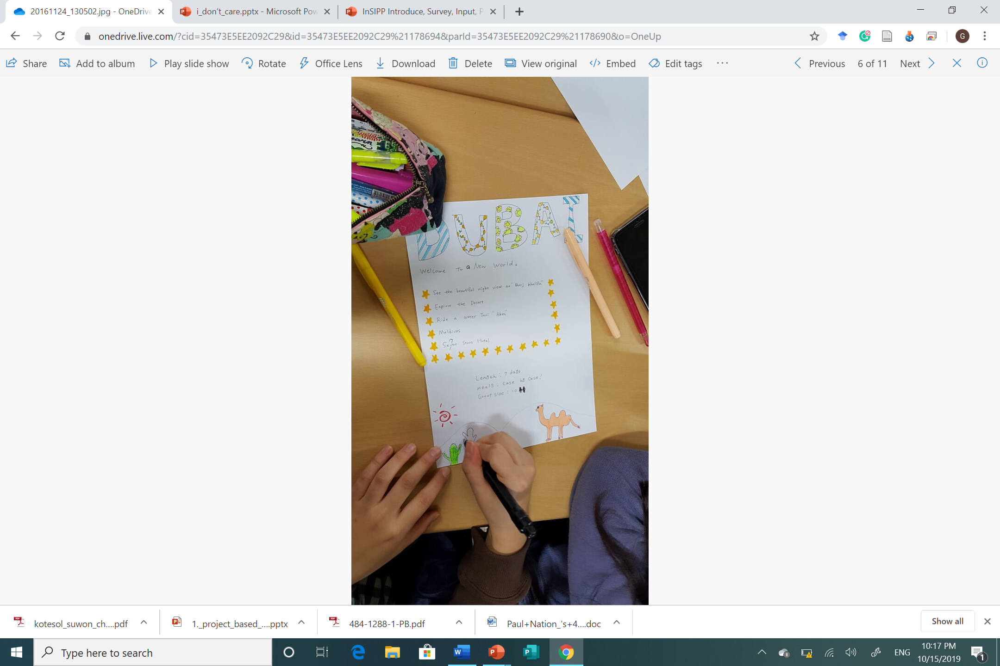 20161124_130502.jpg - OneDrive
i_don't_care.pptx - Microsoft Pow
InSIPP Introduce, Survey, Input, P
onedrive.live.com/?cid=35473E5EE2092C29&id=35473E5EE2092C29%21178694&parId=35473E5EE2092C29%21178690&o=OneUp
G
Share Add to album Play slide show Rotate Office Lens Download Delete View original Embed Edit tags ... Previous 6 of 11 Next
PLUS
DUBAI
Welcome To a New World.
See the beautiful night view at "Burj Khalifa"
Explore the Desert
Ride a Water Taxi "Abra"
Maldives
Seven 7 Stars Hotel
Length : 7 days
Meals : Case by Case!
Group size : 10
kotesol_suwon_ch....pdf
1._project_based_....pptx
484-1288-1-PB.pdf
Paul+Nation_'s+4....doc
Show all
Type here to search
ENG
10:17 PM
10/15/2019
1